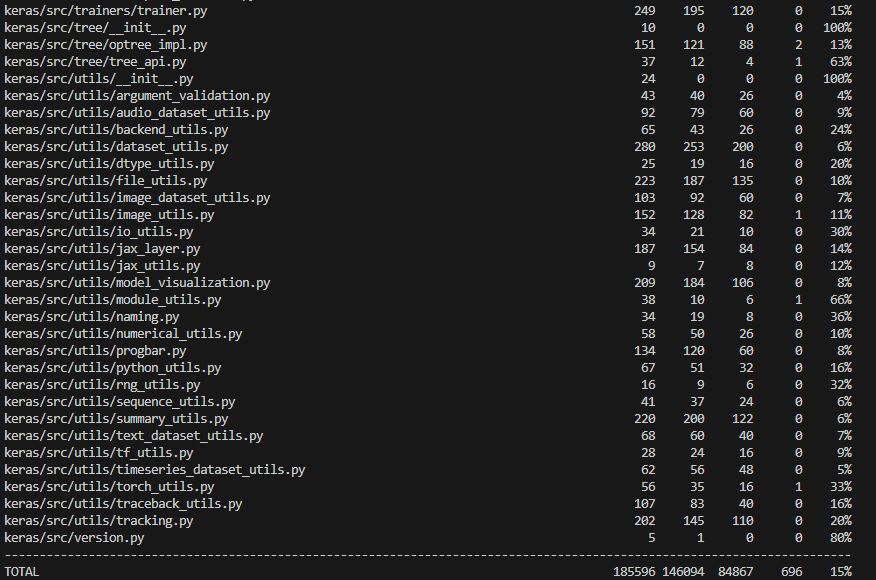 keras/src/trainers/trainer.py 249 195 120 0 15%
keras/src/tree/__init__.py 10 0 0 0 100%
keras/src/tree/optree_impl.py 151 121 88 2 13%
keras/src/tree/tree_api.py 37 12 4 1 63%
keras/src/utils/__init__.py 24 0 0 0 100%
keras/src/utils/argument_validation.py 43 40 26 0 4%
keras/src/utils/audio_dataset_utils.py 92 79 60 0 9%
keras/src/utils/backend_utils.py 65 43 26 0 24%
keras/src/utils/dataset_utils.py 280 253 200 0 6%
keras/src/utils/dtype_utils.py 25 19 16 0 20%
keras/src/utils/file_utils.py 223 187 135 0 10%
keras/src/utils/image_dataset_utils.py 103 92 60 0 7%
keras/src/utils/image_utils.py 152 128 82 1 11%
keras/src/utils/io_utils.py 34 21 10 0 30%
keras/src/utils/jax_layer.py 187 154 84 0 14%
keras/src/utils/jax_utils.py 9 7 8 0 12%
keras/src/utils/model_visualization.py 209 184 106 0 8%
keras/src/utils/module_utils.py 38 10 6 1 66%
keras/src/utils/naming.py 34 19 8 0 36%
keras/src/utils/numerical_utils.py 58 50 26 0 10%
keras/src/utils/progbar.py 134 120 60 0 8%
keras/src/utils/python_utils.py 67 51 32 0 16%
keras/src/utils/rng_utils.py 16 9 6 0 32%
keras/src/utils/sequence_utils.py 41 37 24 0 6%
keras/src/utils/summary_utils.py 220 200 122 0 6%
keras/src/utils/text_dataset_utils.py 68 60 40 0 7%
keras/src/utils/tf_utils.py 28 24 16 0 9%
keras/src/utils/timeseries_dataset_utils.py 62 56 48 0 5%
keras/src/utils/torch_utils.py 56 35 16 1 33%
keras/src/utils/traceback_utils.py 107 83 40 0 16%
keras/src/utils/tracking.py 202 145 110 0 20%
keras/src/version.py 5 1 0 0 80%
TOTAL 185596 146094 84867 696 15%